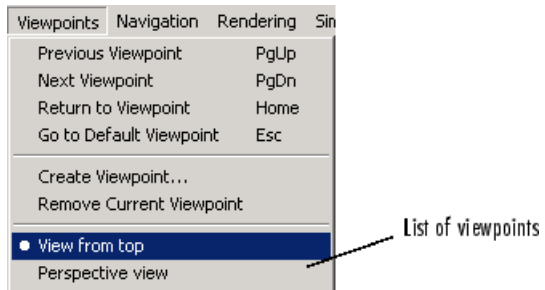 Viewpoints Navigation Rendering Sin
Previous Viewpoint PgUp
Next Viewpoint PgDn
Return to Viewpoint Home
Go to Default Viewpoint Esc
Create Viewpoint...
Remove Current Viewpoint
View from top
Perspective view
List of viewpoints